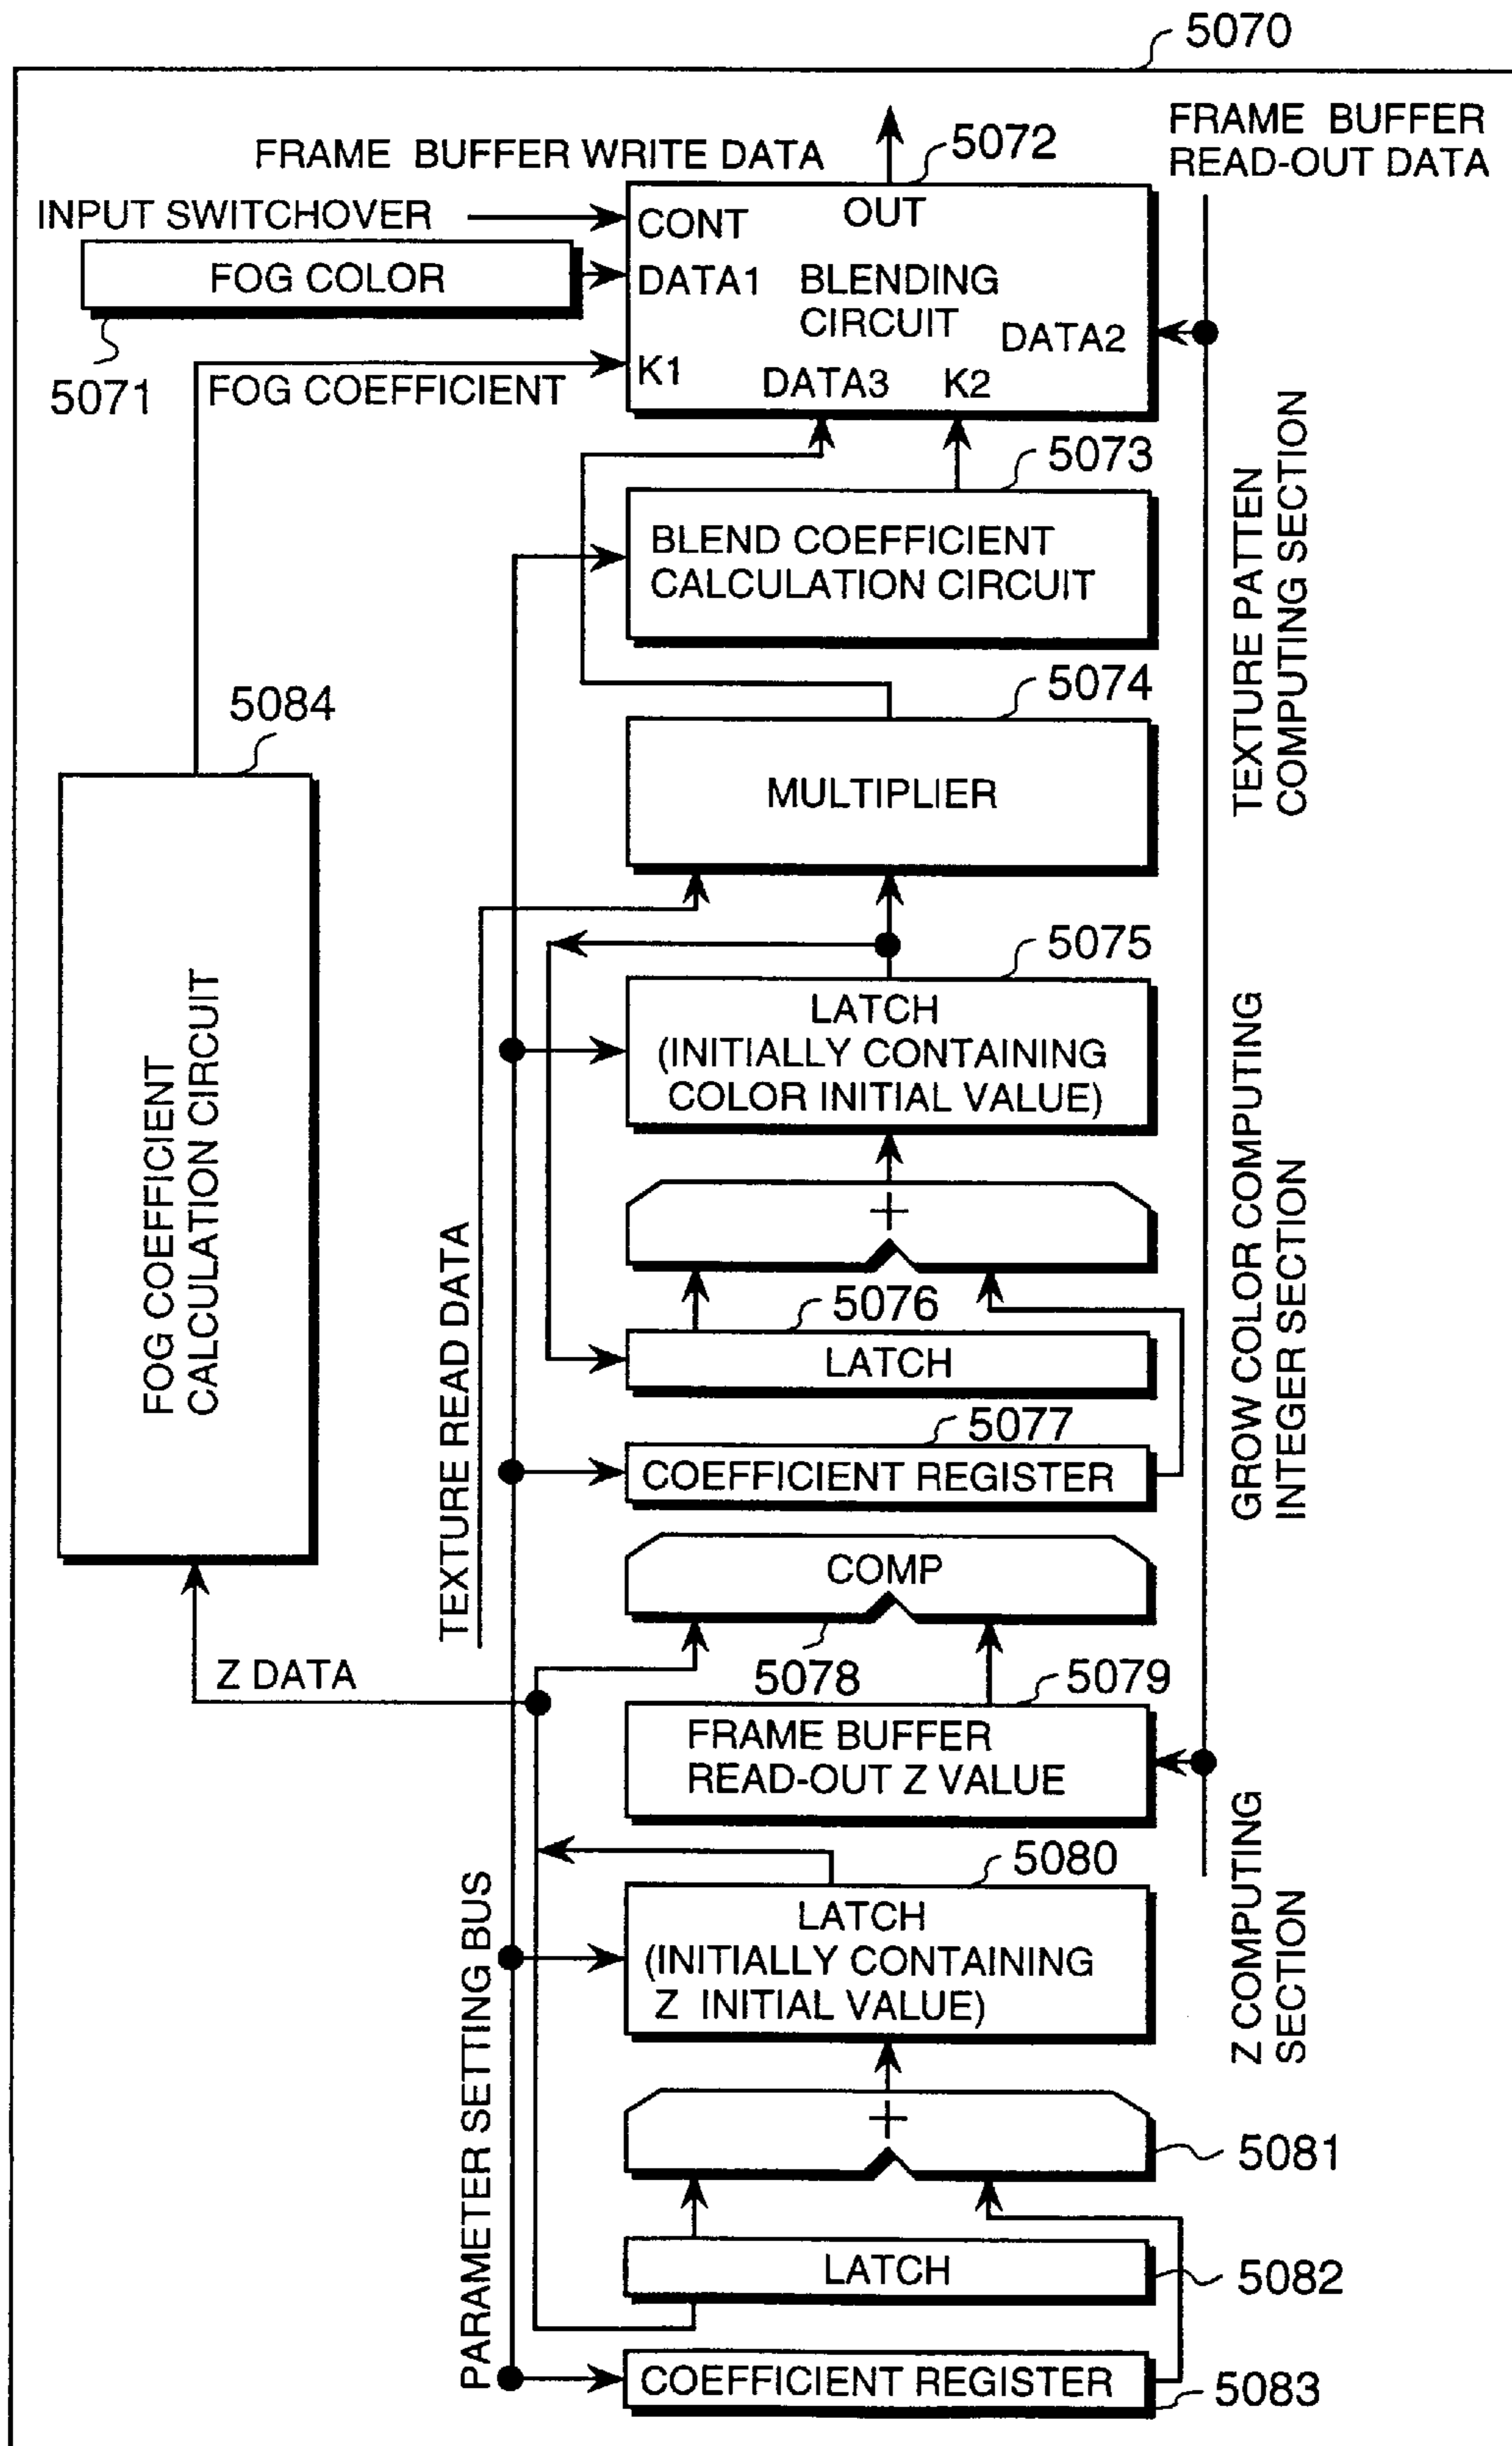 5070
FRAME BUFFER
READ-OUT DATA
FRAME BUFFER WRITE DATA
5072
INPUT SWITCHOVER
CONT
OUT
FOG COLOR
DATA1
BLENDING
CIRCUIT
DATA2
5071
FOG COEFFICIENT
K1
DATA3
K2
5073
BLEND COEFFICIENT
CALCULATION CIRCUIT
TEXTURE PATTEN
COMPUTING SECTION
5074
MULTIPLIER
5084
FOG COEFFICIENT
CALCULATION CIRCUIT
5075
LATCH
(INITIALLY CONTAINING
COLOR INITIAL VALUE)
+
5076
LATCH
5077
COEFFICIENT REGISTER
GROW COLOR COMPUTING
INTEGER SECTION
TEXTURE READ DATA
COMP
5078
Z DATA
5079
FRAME BUFFER
READ-OUT Z VALUE
5080
LATCH
(INITIALLY CONTAINING
Z INITIAL VALUE)
Z COMPUTING
SECTION
PARAMETER SETTING BUS
+
5081
LATCH
5082
COEFFICIENT REGISTER
5083